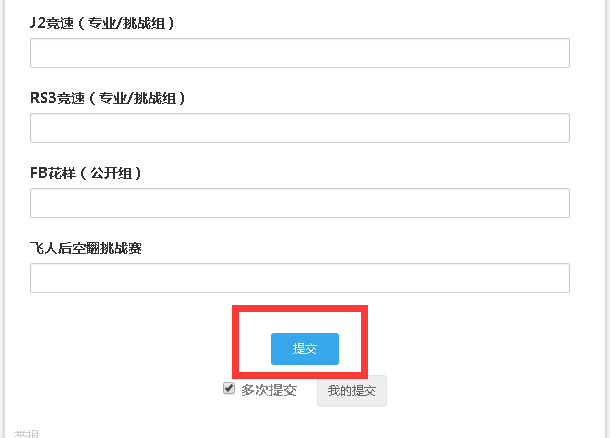 J2竞速（专业/挑战组）
RS3竞速（专业/挑战组）
FB花样（公开组）
飞人后空翻挑战赛
提交
多次提交 我的提交
举报